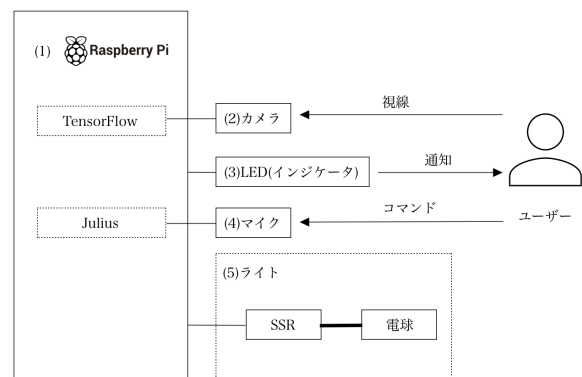 (1) Raspberry Pi
TensorFlow
(2)カメラ
視線
(3)LED(インジケータ)
通知
Julius
(4)マイク
コマンド
ユーザー
(5)ライト
SSR
電球